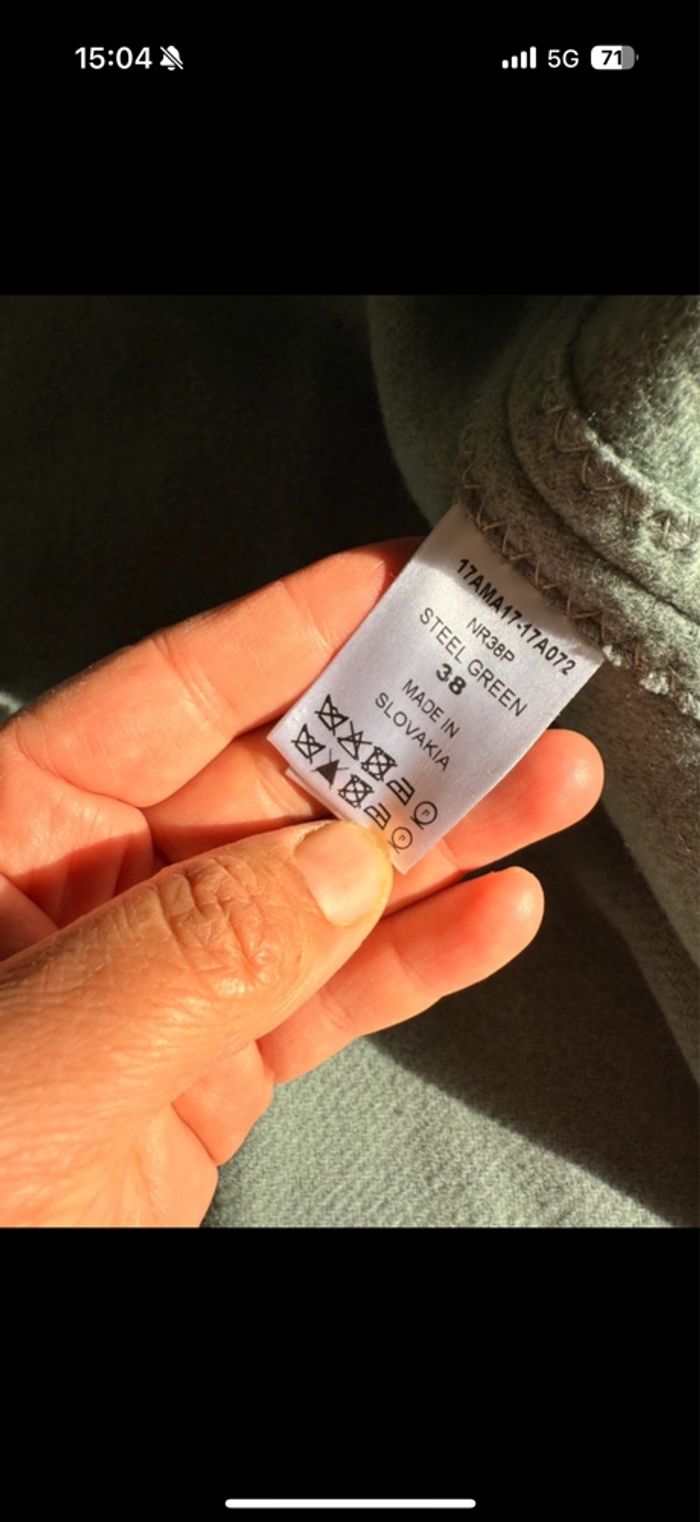 15:04
5G
71
17AMA17-17A072
NR38P
STEEL GREEN
38
MADE IN
SLOVAKIA
P
P